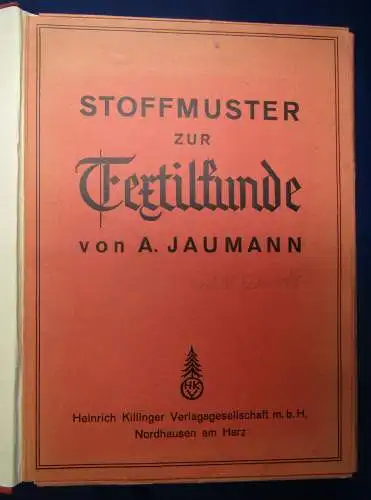 STOFFMUSTER
ZUR
Textilkunde
von A. JAUMANN
HKV
Heinrich Killinger Verlagsgesellschaft m. b. H.
Nordhausen am Harz